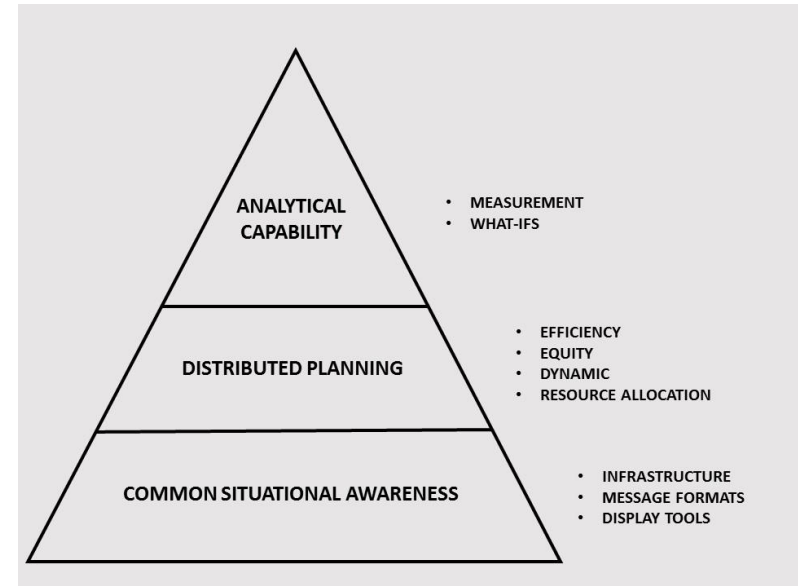 ANALYTICAL
CAPABILITY
• MEASUREMENT
• WHAT-IFS
DISTRIBUTED PLANNING
• EFFICIENCY
• EQUITY
• DYNAMIC
• RESOURCE ALLOCATION
COMMON SITUATIONAL AWARENESS
• INFRASTRUCTURE
• MESSAGE FORMATS
• DISPLAY TOOLS